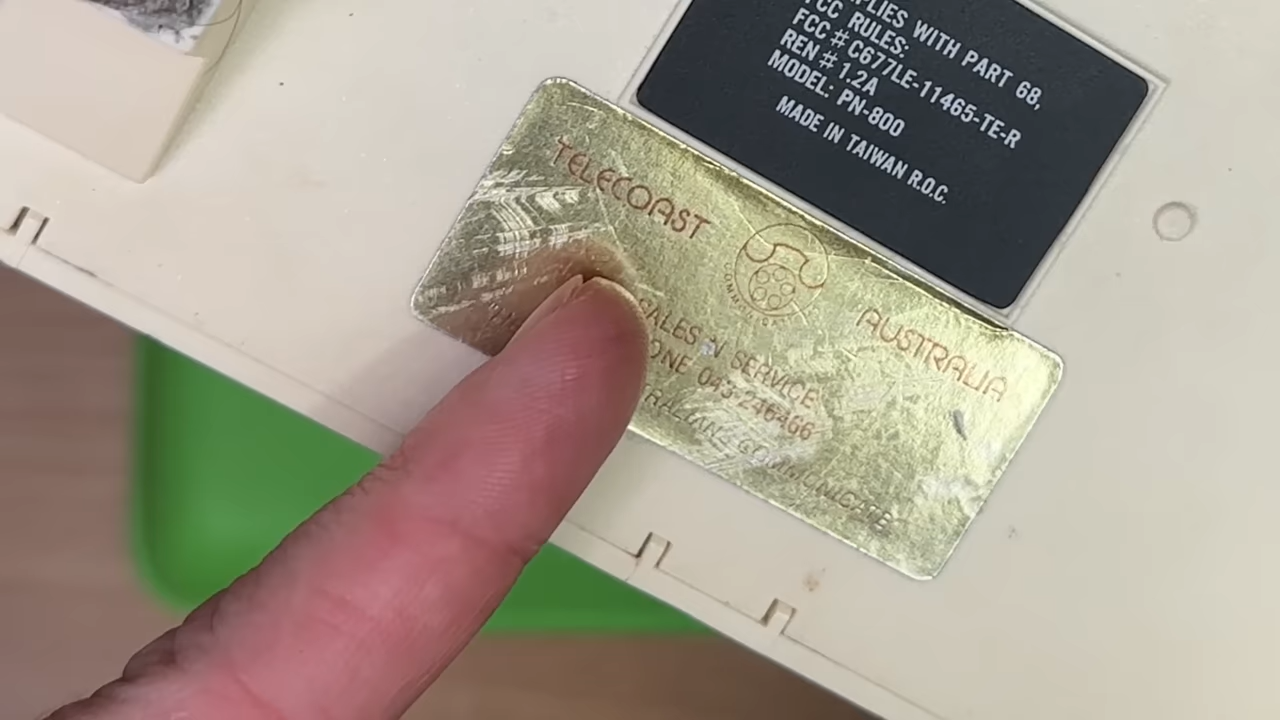 PLIES WITH PART 68,
FCC RULES:
FCC # C677LE-11465-TE-R
REN # 1.2A
MODEL: PN-800
MADE IN TAIWAN R.O.C.
TELECOAST
AUSTRALIA
SALES N SERVICE
ONE 043-246466
TRALIANS COMMUNICATE